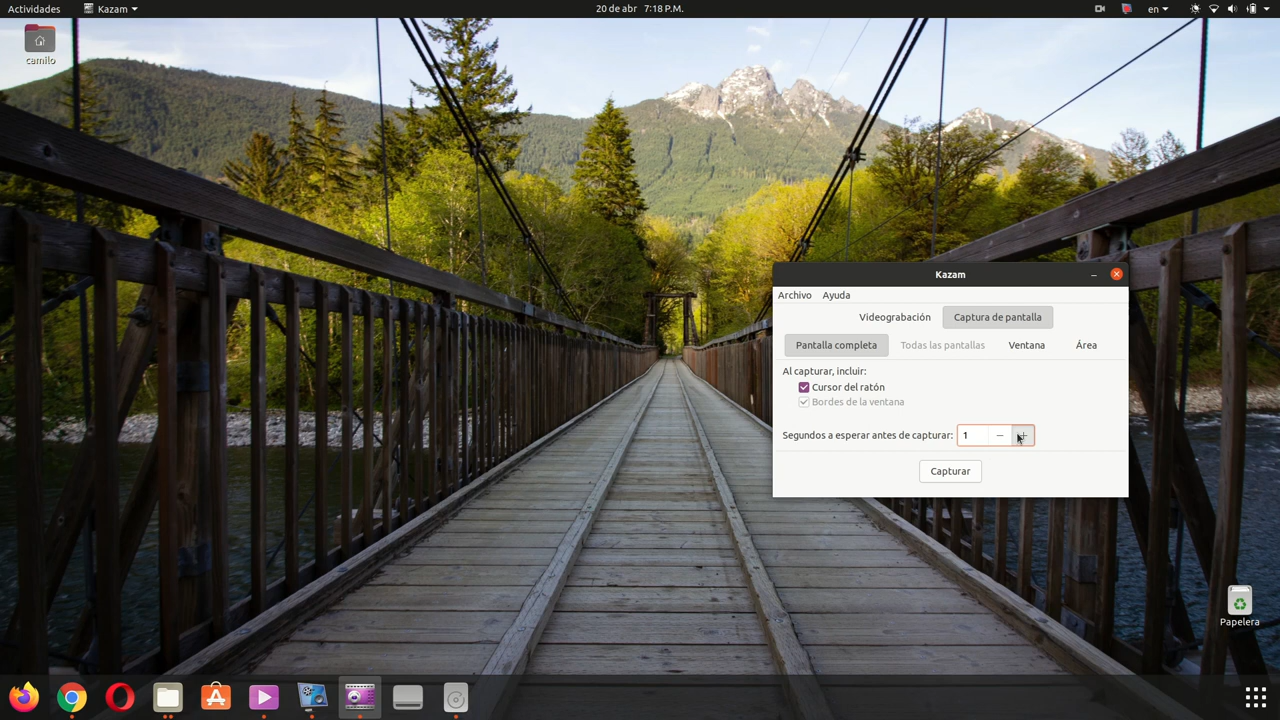 Actividades
Kazam
20 de abr 7:18 P.M.
en
camilo
Kazam
Archivo Ayuda
Videograbación Captura de pantalla
Pantalla completa Todas las pantallas Ventana Área
Al capturar, incluir:
Cursor del ratón
Bordes de la ventana
Segundos a esperar antes de capturar: 1
Capturar
Papelera